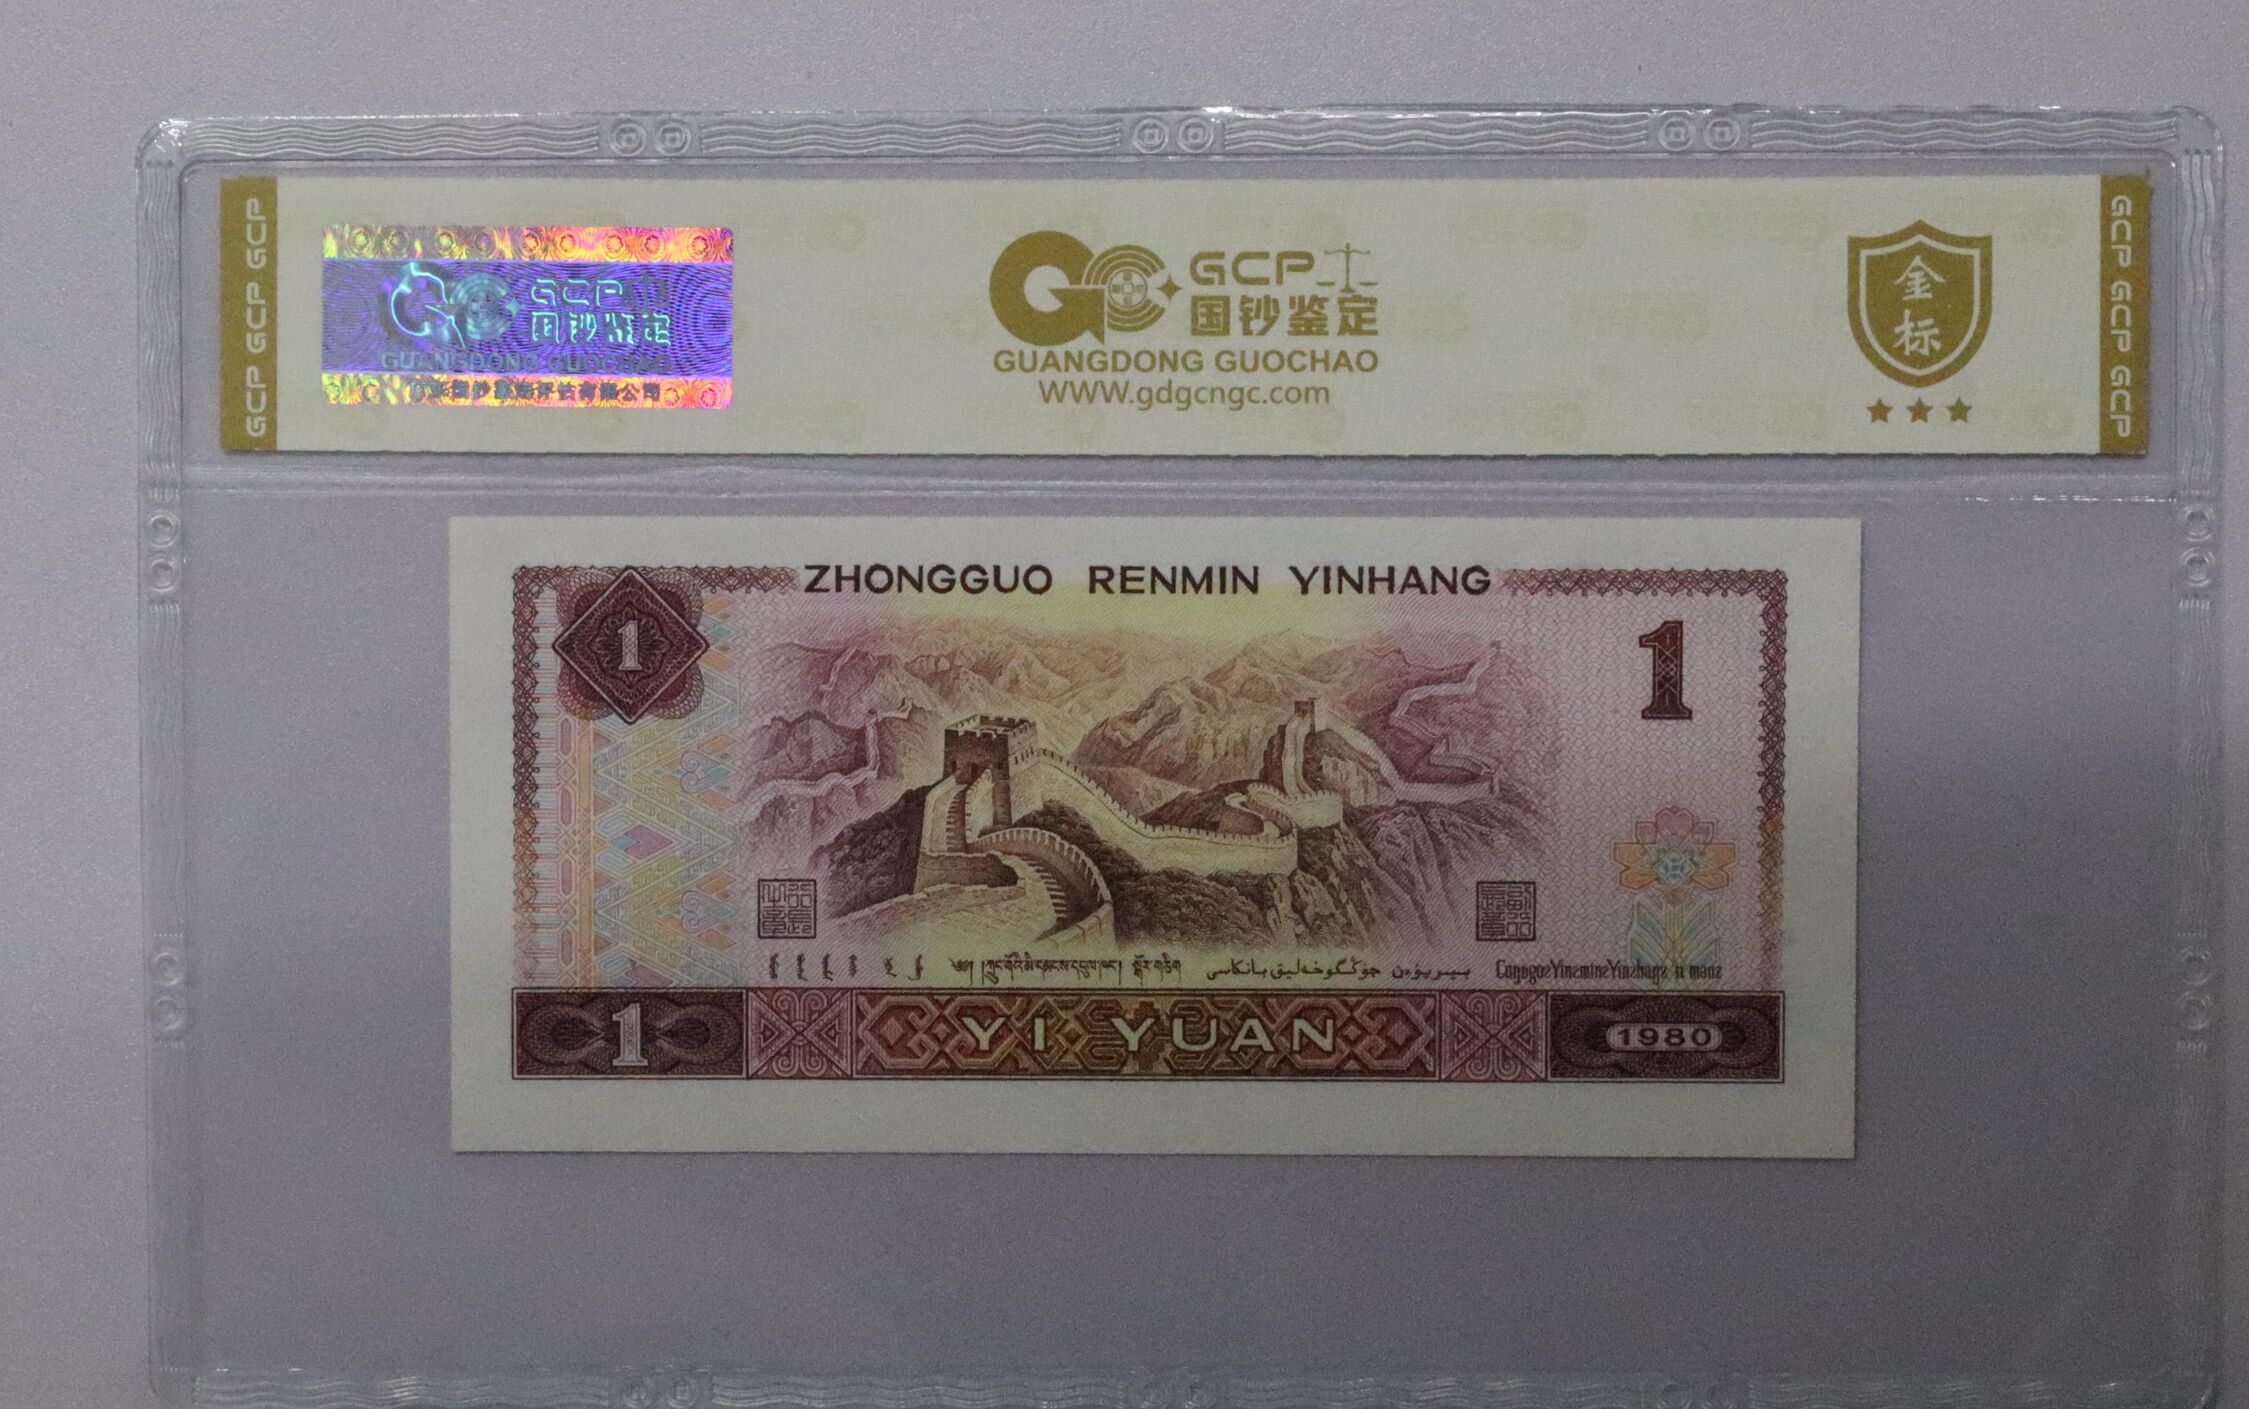 GCP GCP GCP
GCP
国钞鉴定
GUANGDONG GUOCHAO
GCP
国钞鉴定
GUANGDONG GUOCHAO
WWW.gdgcngc.com
金
标
GCP GCP GCP
ZHONGGUO RENMIN YINHANG
1
1
1
YI YUAN
1980